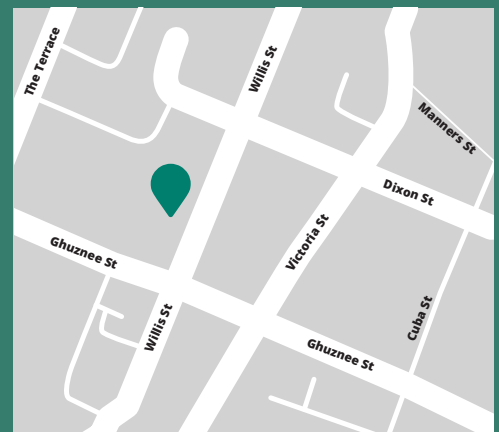 The Terrace
Willis St
Manners St
Dixon St
Victoria St
Ghuznee St
Willis St
Cuba St
Ghuznee St